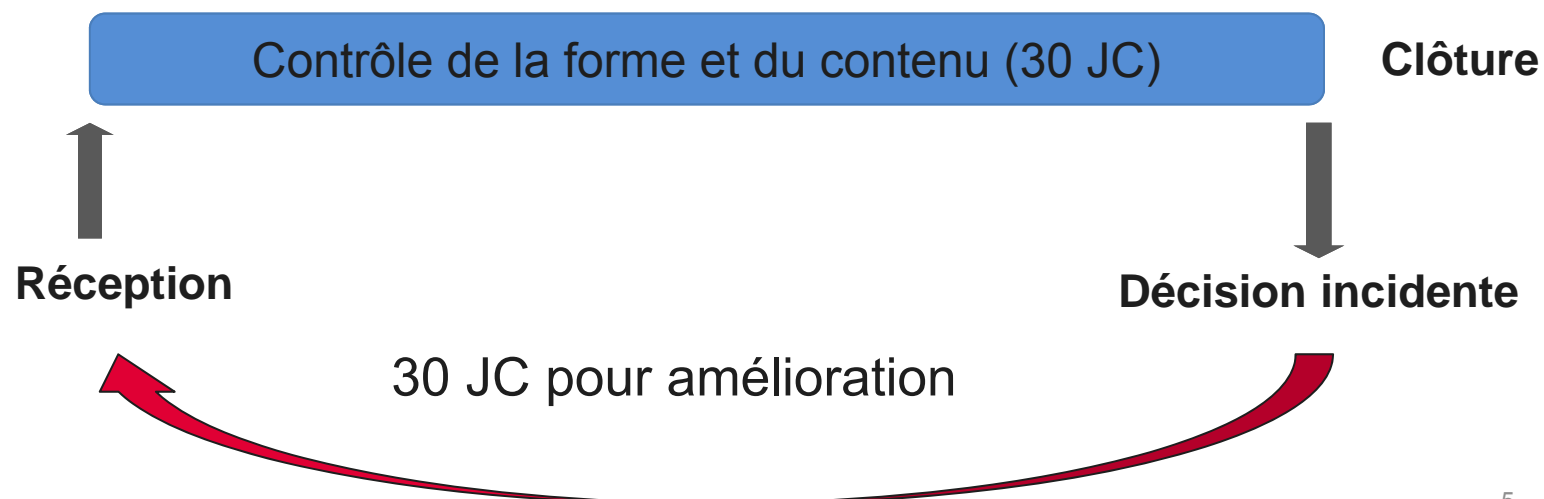 Contrôle de la forme et du contenu (30 JC)
Clôture
Réception
Décision incidente
30 JC pour amélioration
5